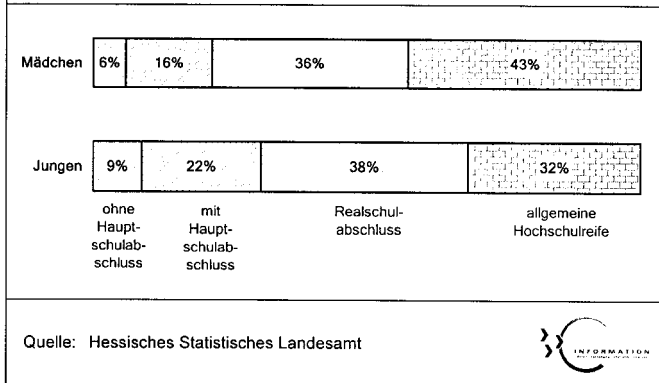 Mädchen 6% 16% 36% 43%
Jungen 9% 22% 38% 32%
ohne
Haupt-
schulab-
schluss
mit
Haupt-
schulab-
schluss
Realschul-
abschluss
allgemeine
Hochschulreife
Quelle: Hessisches Statistisches Landesamt
INFORMATION